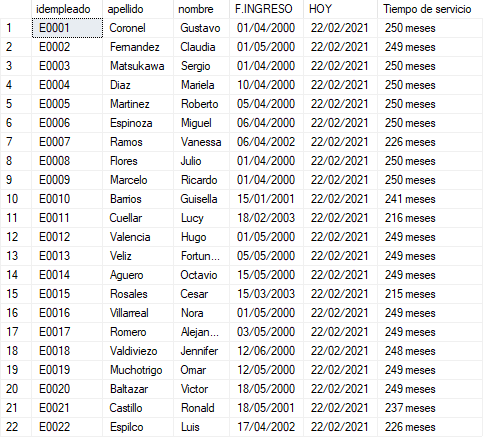 idempleado apellido nombre F.INGRESO HOY Tiempo de servicio
1 E0001 Coronel Gustavo 01/04/2000 22/02/2021 250 meses
2 E0002 Fernandez Claudia 01/05/2000 22/02/2021 249 meses
3 E0003 Matsukawa Sergio 01/04/2000 22/02/2021 250 meses
4 E0004 Diaz Mariela 10/04/2000 22/02/2021 250 meses
5 E0005 Martinez Roberto 05/04/2000 22/02/2021 250 meses
6 E0006 Espinoza Miguel 06/04/2000 22/02/2021 250 meses
7 E0007 Ramos Vanessa 06/04/2002 22/02/2021 226 meses
8 E0008 Flores Julio 01/04/2000 22/02/2021 250 meses
9 E0009 Marcelo Ricardo 01/04/2000 22/02/2021 250 meses
10 E0010 Barrios Guisella 15/01/2001 22/02/2021 241 meses
11 E0011 Cuellar Lucy 18/02/2003 22/02/2021 216 meses
12 E0012 Valencia Hugo 01/05/2000 22/02/2021 249 meses
13 E0013 Veliz Fortun... 05/05/2000 22/02/2021 249 meses
14 E0014 Aguero Octavio 15/05/2000 22/02/2021 249 meses
15 E0015 Rosales Cesar 15/03/2003 22/02/2021 215 meses
16 E0016 Villarreal Nora 01/05/2000 22/02/2021 249 meses
17 E0017 Romero Alejan... 03/05/2000 22/02/2021 249 meses
18 E0018 Valdiviezo Jennifer 12/06/2000 22/02/2021 248 meses
19 E0019 Muchotrigo Omar 12/05/2000 22/02/2021 249 meses
20 E0020 Baltazar Victor 18/05/2000 22/02/2021 249 meses
21 E0021 Castillo Ronald 18/05/2001 22/02/2021 237 meses
22 E0022 Espilco Luis 17/04/2002 22/02/2021 226 meses